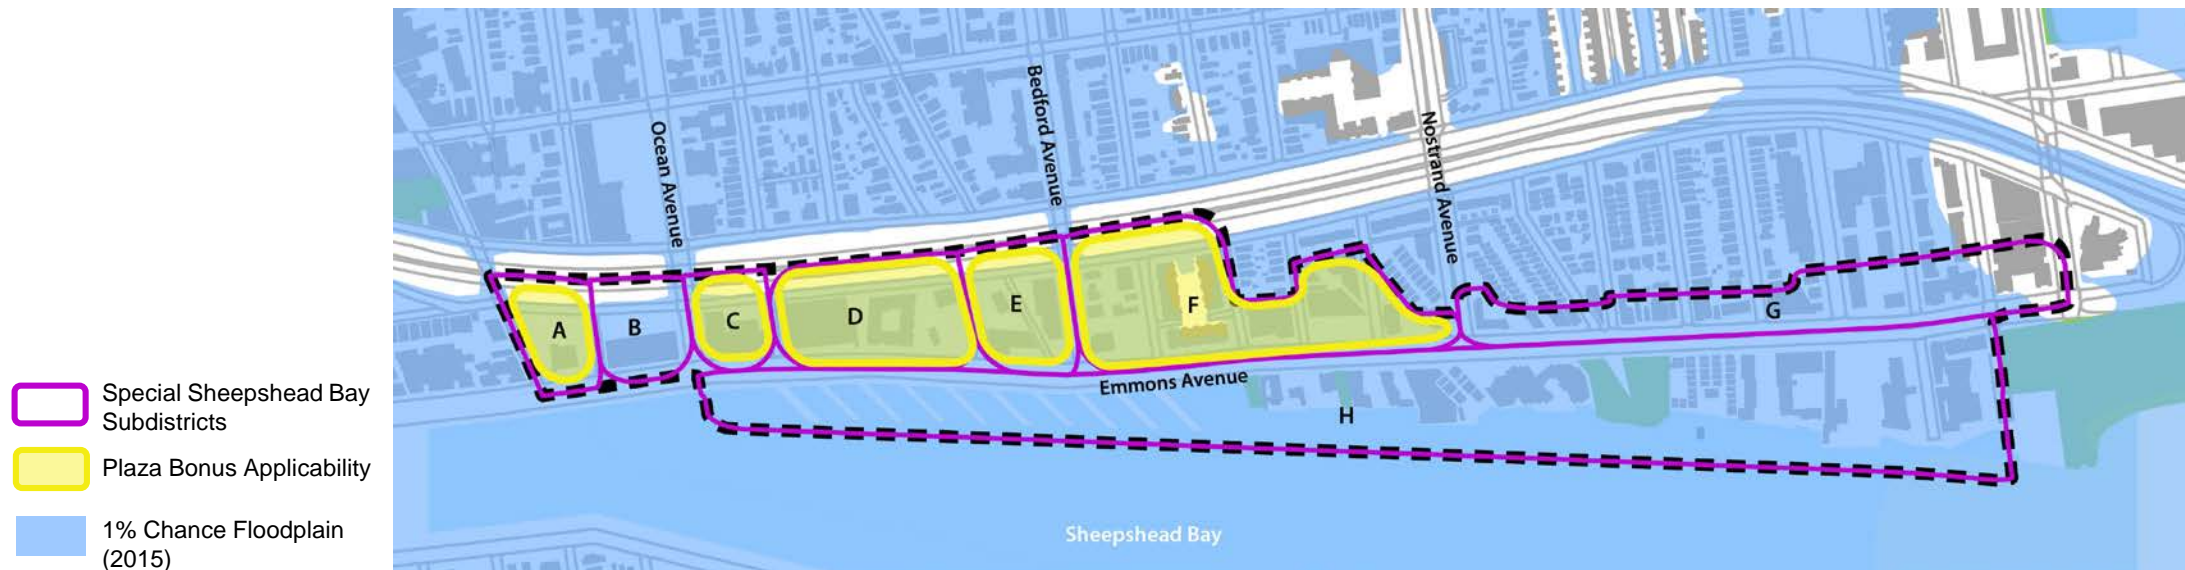 Special Sheepshead Bay
Subdistricts
Plaza Bonus Applicability
1% Chance Floodplain
(2015)
Ocean Avenue
Bedford Avenue
Nostrand Avenue
A
B
C
D
E
F
G
Emmons Avenue
H
Sheepshead Bay